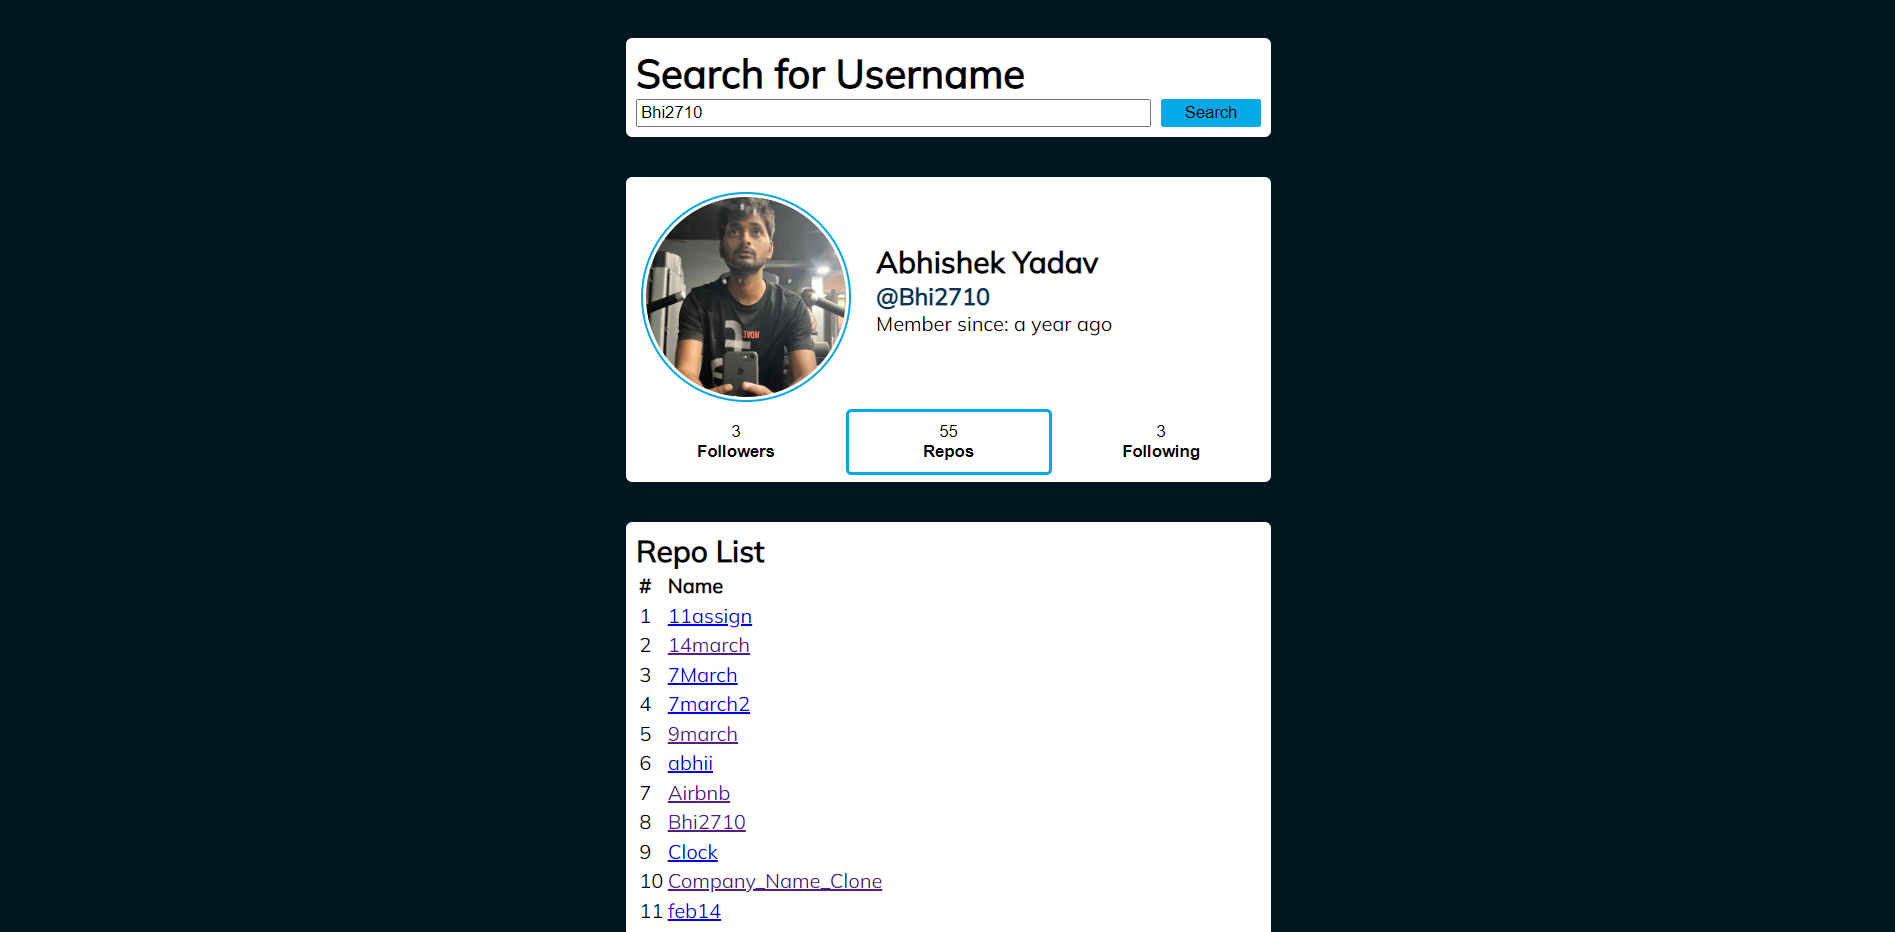 Search for Username
Bhi2710 Search
Abhishek Yadav
@Bhi2710
Member since: a year ago
3 55 3
Followers Repos Following
Repo List
# Name
1 11assign
2 14march
3 7March
4 7march2
5 9march
6 abhii
7 Airbnb
8 Bhi2710
9 Clock
10 Company_Name_Clone
11 feb14